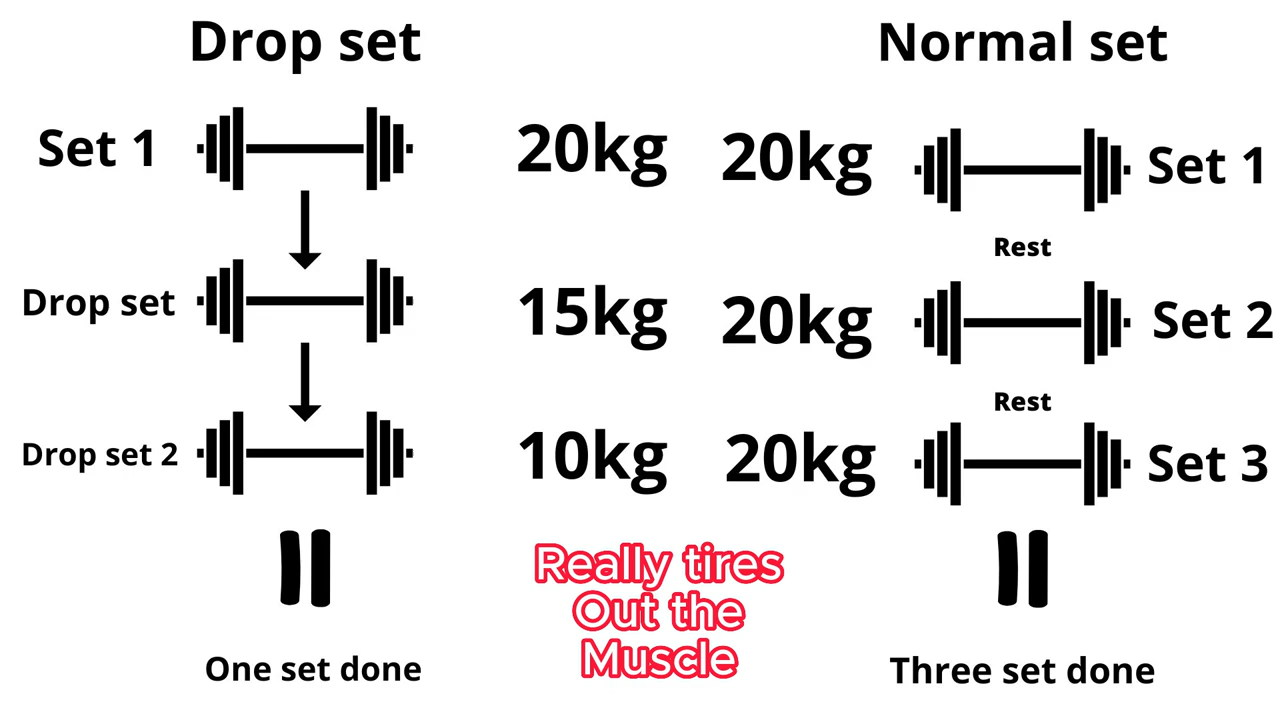 Drop set
Normal set
Set 1
20kg
20kg
Set 1
Rest
Drop set
15kg
20kg
Set 2
Rest
Drop set 2
10kg
20kg
Set 3
Really tires
Out the
Muscle
One set done
Three set done